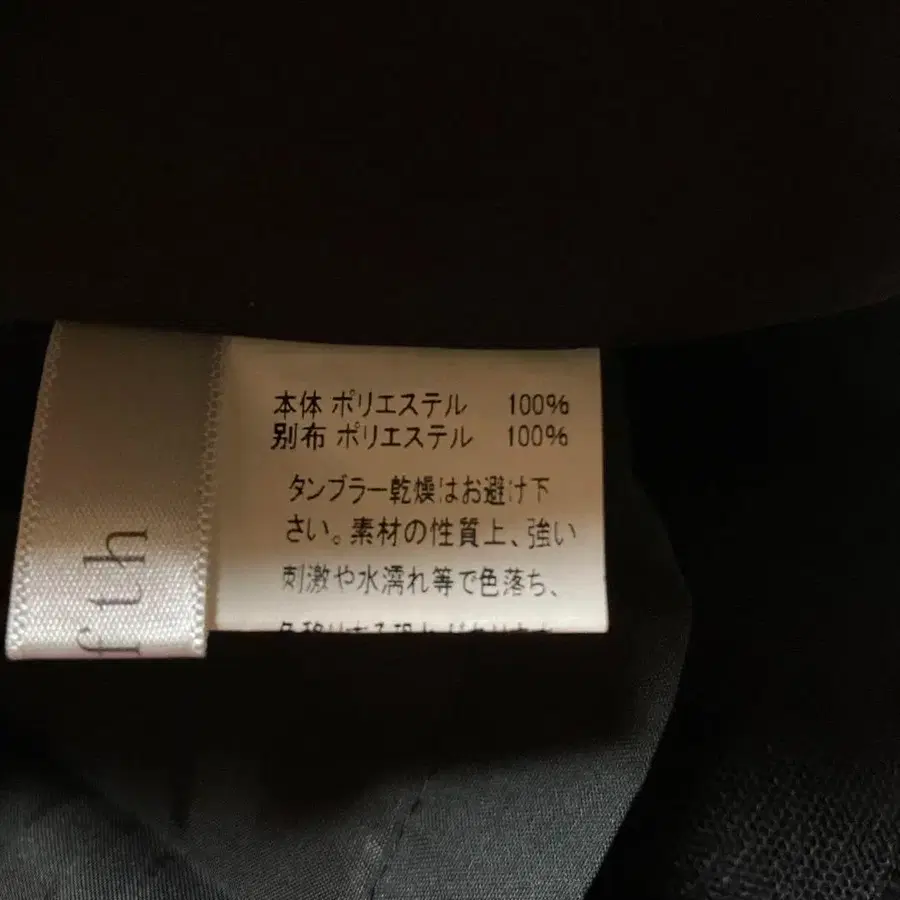 本体 ポリエステル 100%
別布 ポリエステル 100%
タンブラー乾燥はお避け下
さい。素材の性質上、強い
刺激や水濡れ等で色落ち、
fth